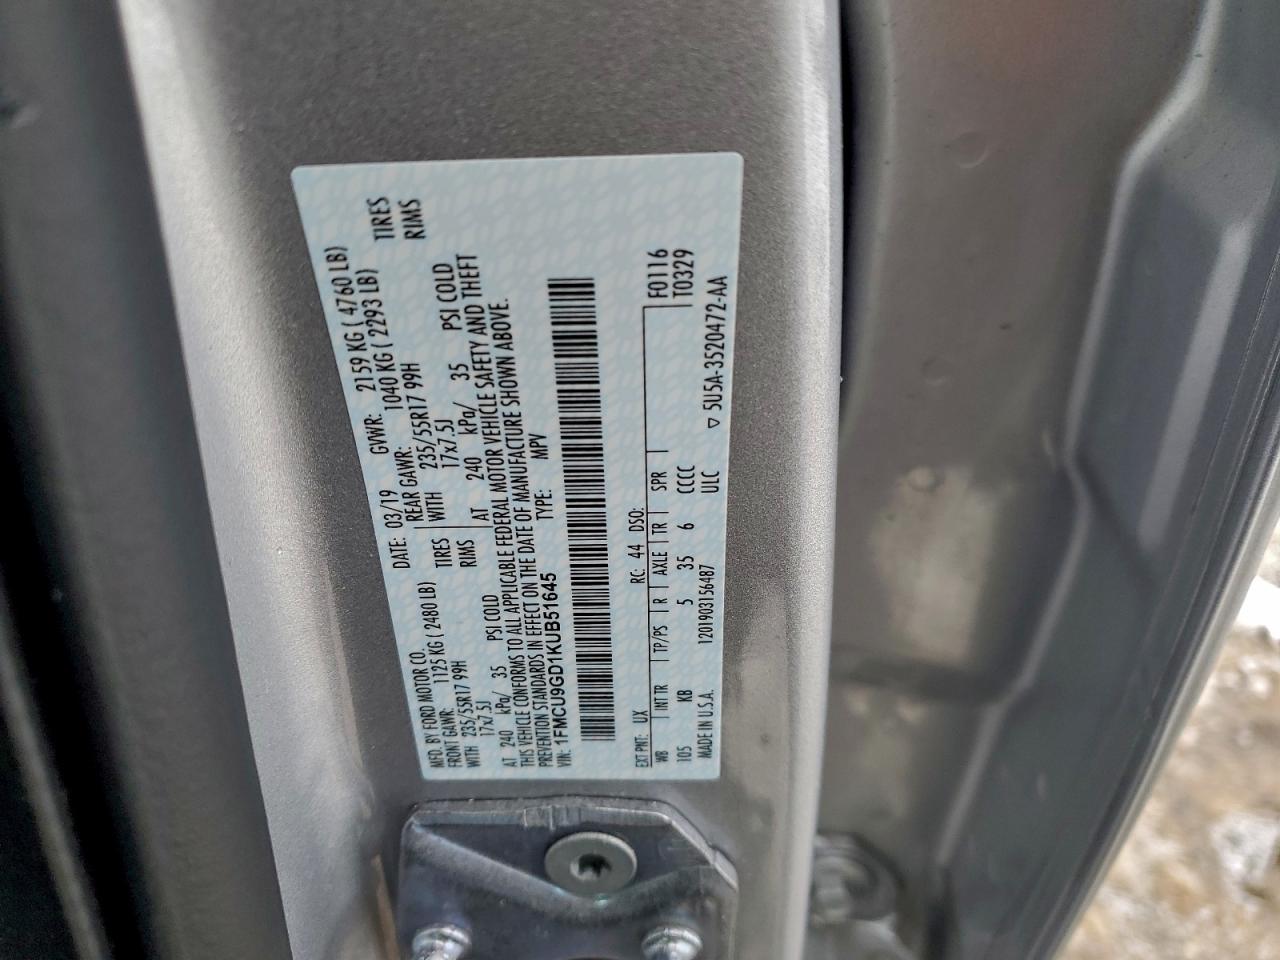 MFD. BY FORD MOTOR CO. DATE: 03/19 GVWR: 2159 KG ( 4760 LB)
FRONT GAWR: 1125 KG ( 2480 LB) REAR GAWR: 1040 KG ( 2293 LB)
WITH 235/55R17 99H TIRES WITH 235/55R17 99H TIRES
17x7.5J RIMS 17x7.5J RIMS
AT 240 kPa/ 35 PSI COLD AT 240 kPa/ 35 PSI COLD
THIS VEHICLE CONFORMS TO ALL APPLICABLE FEDERAL MOTOR VEHICLE SAFETY AND THEFT
PREVENTION STANDARDS IN EFFECT ON THE DATE OF MANUFACTURE SHOWN ABOVE.
VIN: 1FMCU9GD1KUB51645 TYPE: MPV
EXT PNT: UX RC: 44 DSO: F0116
WB INT TR TP/PS R AXLE TR SPR T0329
105 KB 5 35 6 CCCC
MADE IN U.S.A. 1201903156487 ULC ▽ 5U5A-3520472-AA